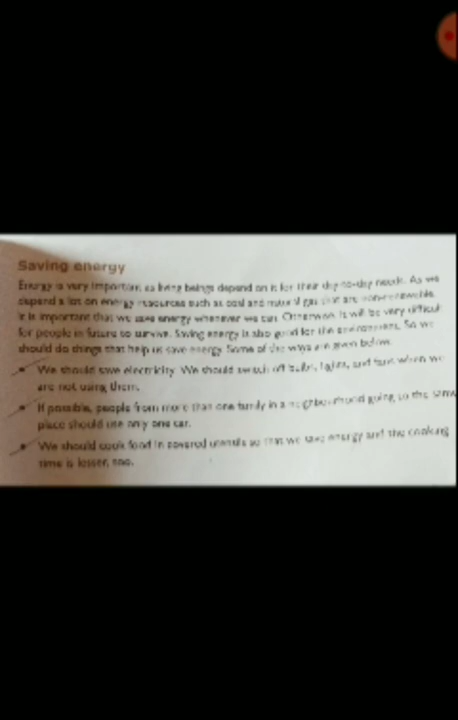 Saving energy
Energy is very important as living beings depend on it for their day-to-day needs. As we
depend a lot on energy resources such as coal and natural gas that are non-renewable,
it is important that we save energy whenever we can. Otherwise, it will be very difficult
for people in future to survive. Saving energy is also good for the environment. So we
should do things that help us save energy. Some of the ways are given below.
• We should save electricity. We should switch off bulbs, lights, and fans when we
are not using them.
• If possible, people from more than one family in a neighbourhood going to the same
place should use only one car.
• We should cook food in covered utensils so that we save energy and the cooking
time is lesser, too.